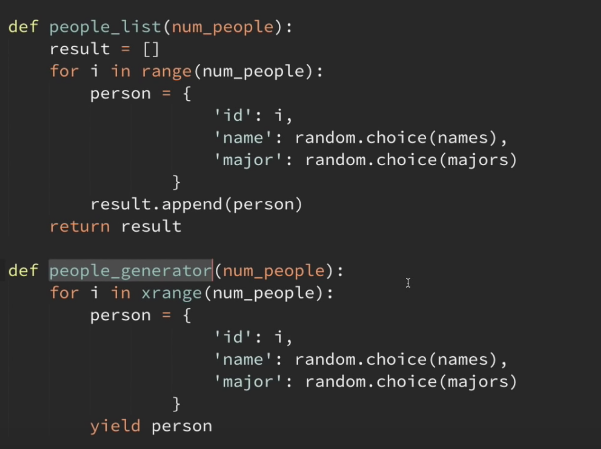 def people_list(num_people):
    result = []
    for i in range(num_people):
        person = {
                    'id': i,
                    'name': random.choice(names),
                    'major': random.choice(majors)
                }
        result.append(person)
    return result

def people_generator(num_people):
    for i in xrange(num_people):
        person = {
                    'id': i,
                    'name': random.choice(names),
                    'major': random.choice(majors)
                }
        yield person